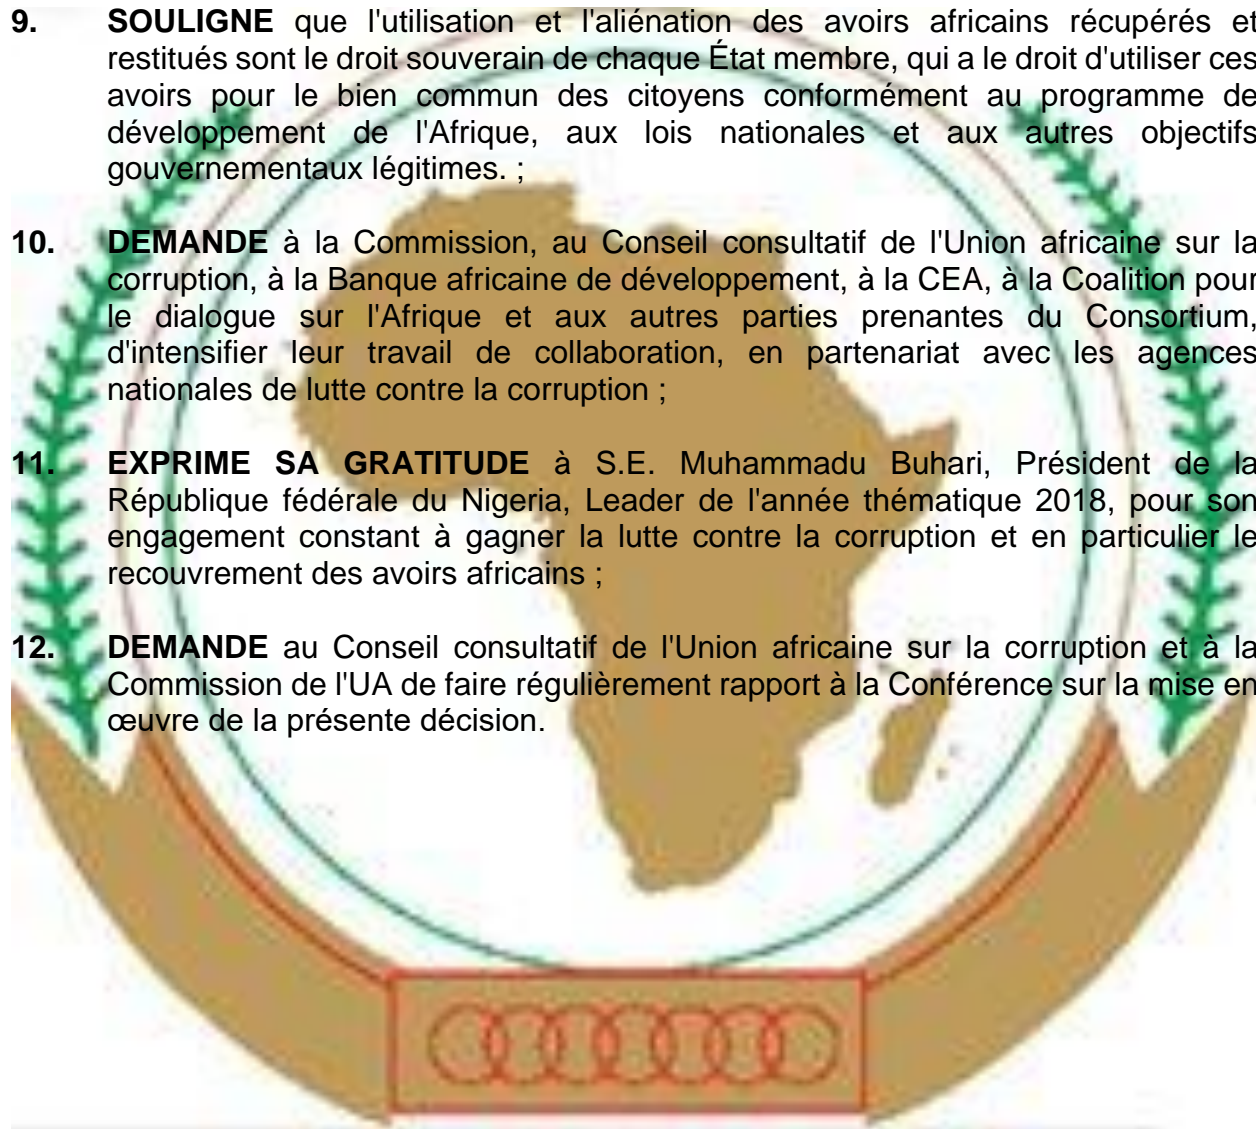 9. SOULIGNE que l'utilisation et l'aliénation des avoirs africains récupérés et
restitués sont le droit souverain de chaque État membre, qui a le droit d'utiliser ces
avoirs pour le bien commun des citoyens conformément au programme de
développement de l'Afrique, aux lois nationales et aux autres objectifs
gouvernementaux légitimes. ;
10. DEMANDE à la Commission, au Conseil consultatif de l'Union africaine sur la
corruption, à la Banque africaine de développement, à la CEA, à la Coalition pour
le dialogue sur l'Afrique et aux autres parties prenantes du Consortium,
d'intensifier leur travail de collaboration, en partenariat avec les agences
nationales de lutte contre la corruption ;
11. EXPRIME SA GRATITUDE à S.E. Muhammadu Buhari, Président de la
République fédérale du Nigeria, Leader de l'année thématique 2018, pour son
engagement constant à gagner la lutte contre la corruption et en particulier le
recouvrement des avoirs africains ;
12. DEMANDE au Conseil consultatif de l'Union africaine sur la corruption et à la
Commission de l'UA de faire régulièrement rapport à la Conférence sur la mise en
œuvre de la présente décision.